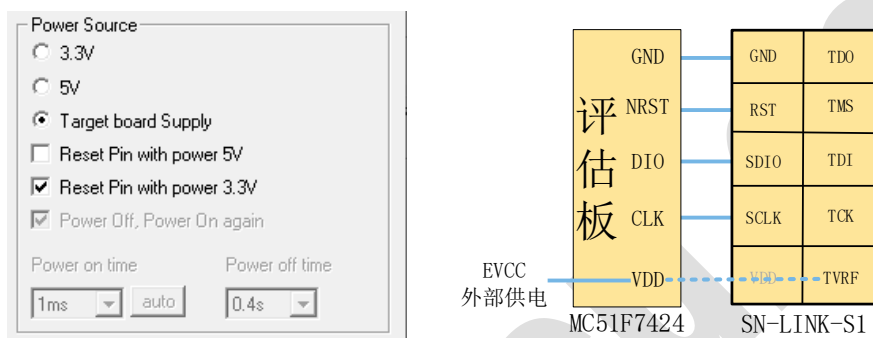 Power Source
3.3V
5V
Target board Supply
Reset Pin with power 5V
Reset Pin with power 3.3V
Power Off, Power On again
Power on time
Power off time
1ms
auto
0.4s
评估板
GND
NRST
DIO
CLK
VDD
EVCC
外部供电
MC51F7424
GND TDO
RST TMS
SDIO TDI
SCLK TCK
VDD TVRF
SN-LINK-S1